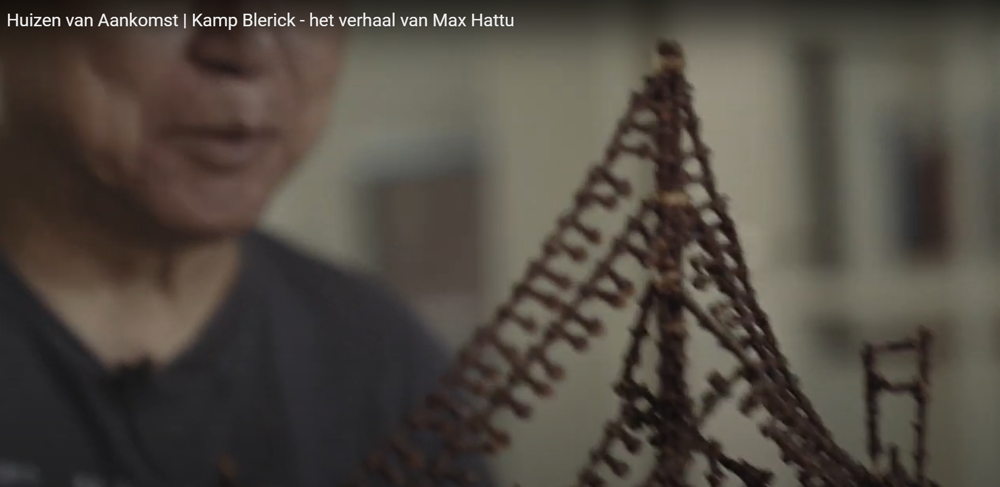 Huizen van Aankomst | Kamp Blerick - het verhaal van Max Hattu